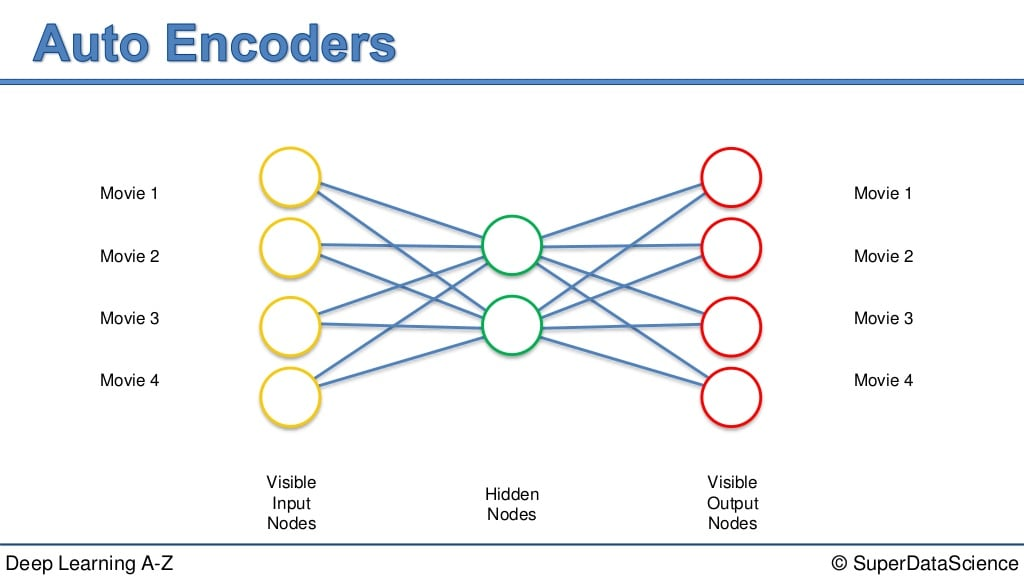 Auto Encoders
Movie 1
Movie 2
Movie 3
Movie 4
Movie 1
Movie 2
Movie 3
Movie 4
Visible
Input
Nodes
Hidden
Nodes
Visible
Output
Nodes
Deep Learning A-Z
© SuperDataScience